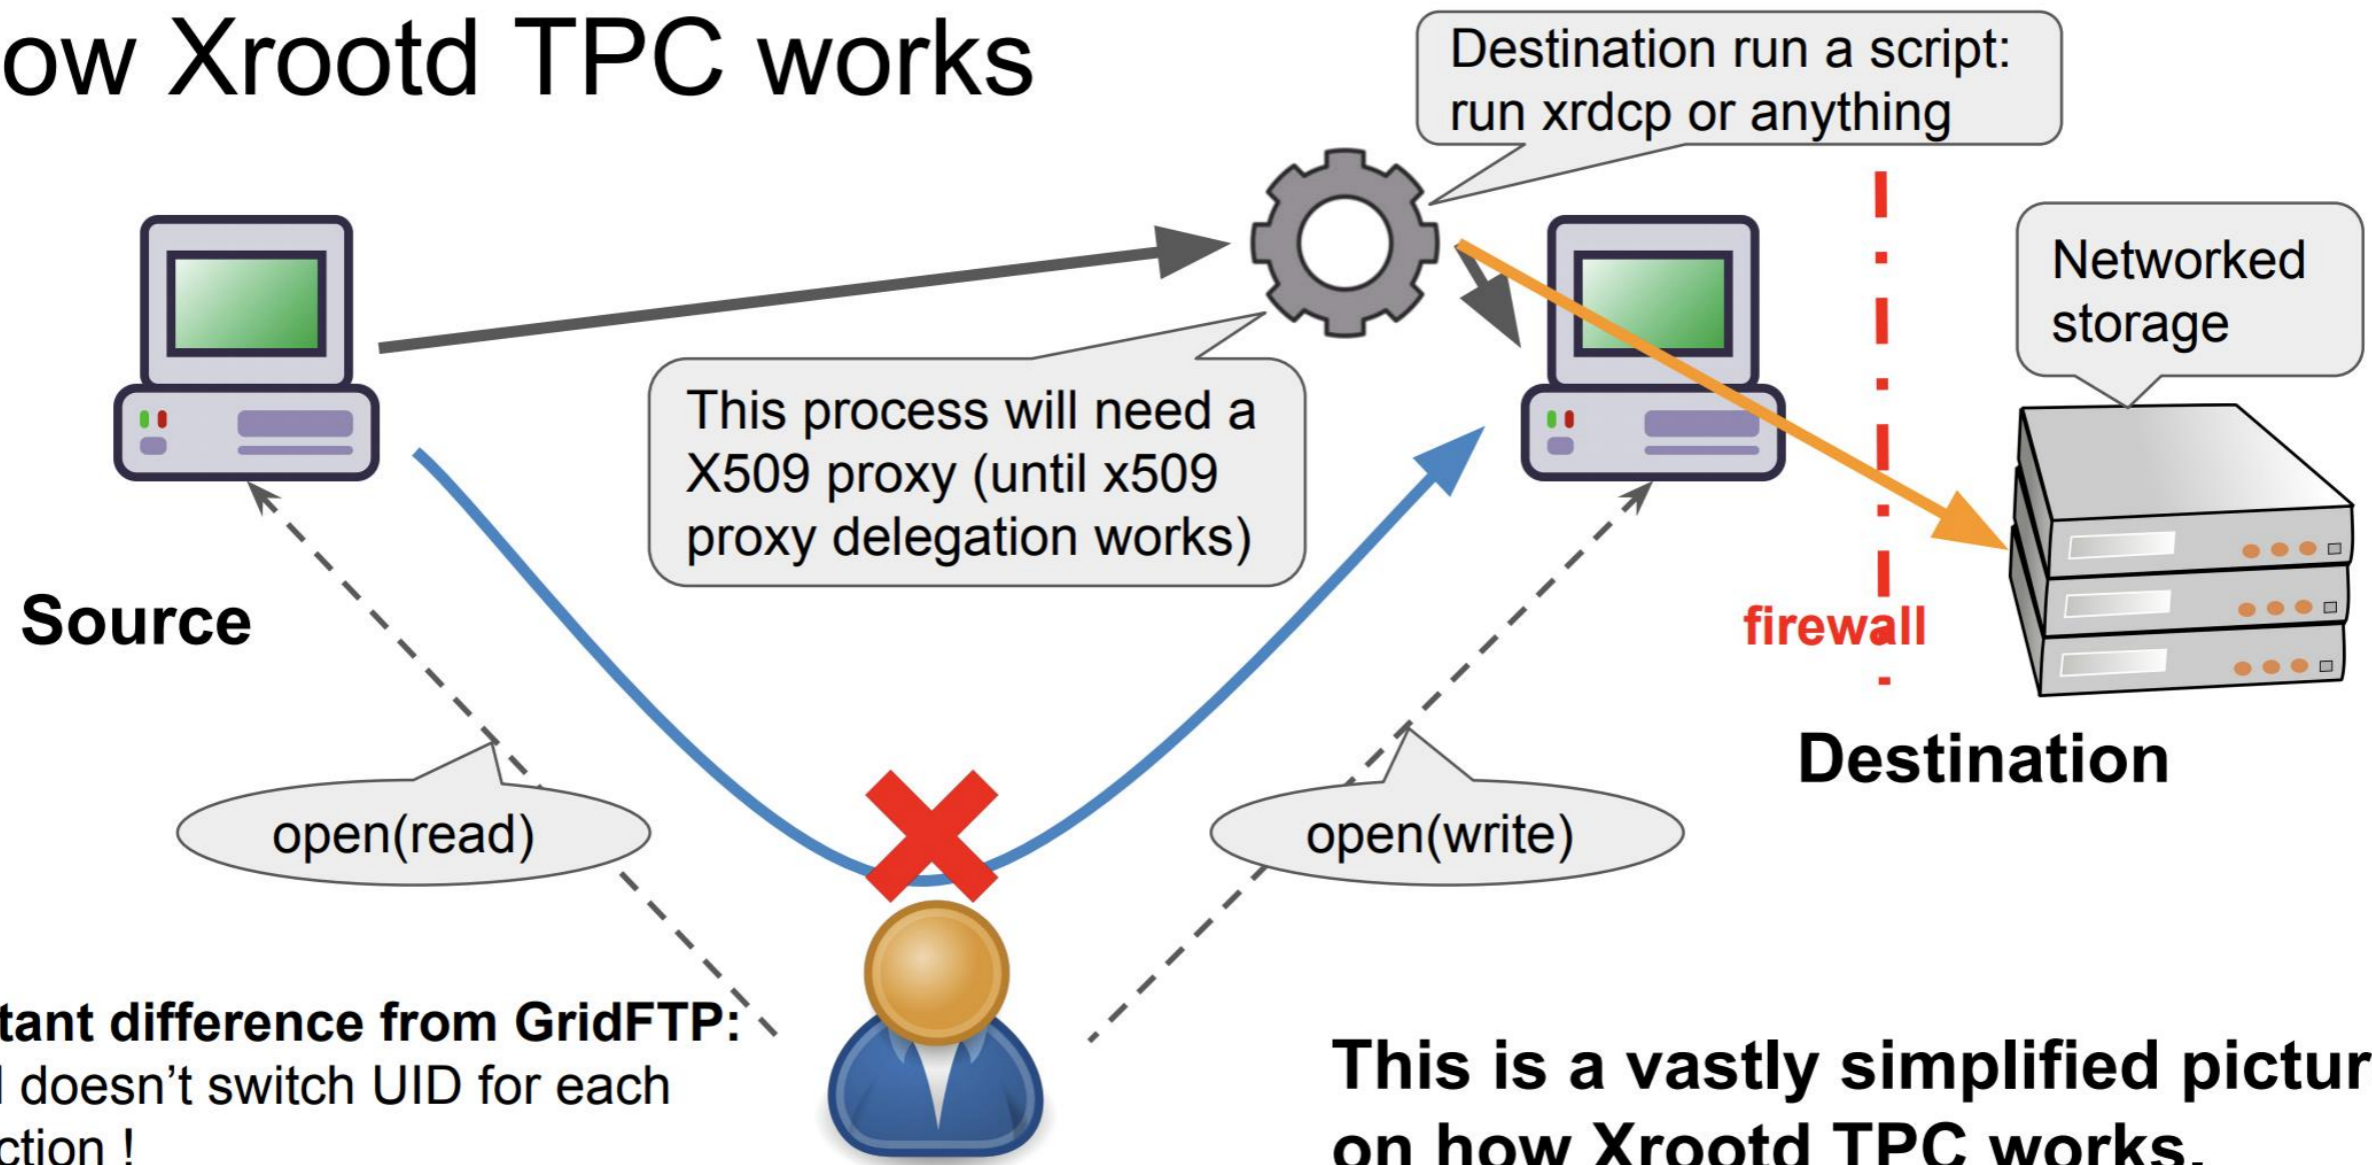 ow Xrootd TPC works
Destination run a script:
run xrdcp or anything
Networked
storage
This process will need a
X509 proxy (until x509
proxy delegation works)
Source
firewall
Destination
open(read)
open(write)
tant difference from GridFTP:
doesn't switch UID for each
ction !
This is a vastly simplified pictur
on how Xrootd TPC works.